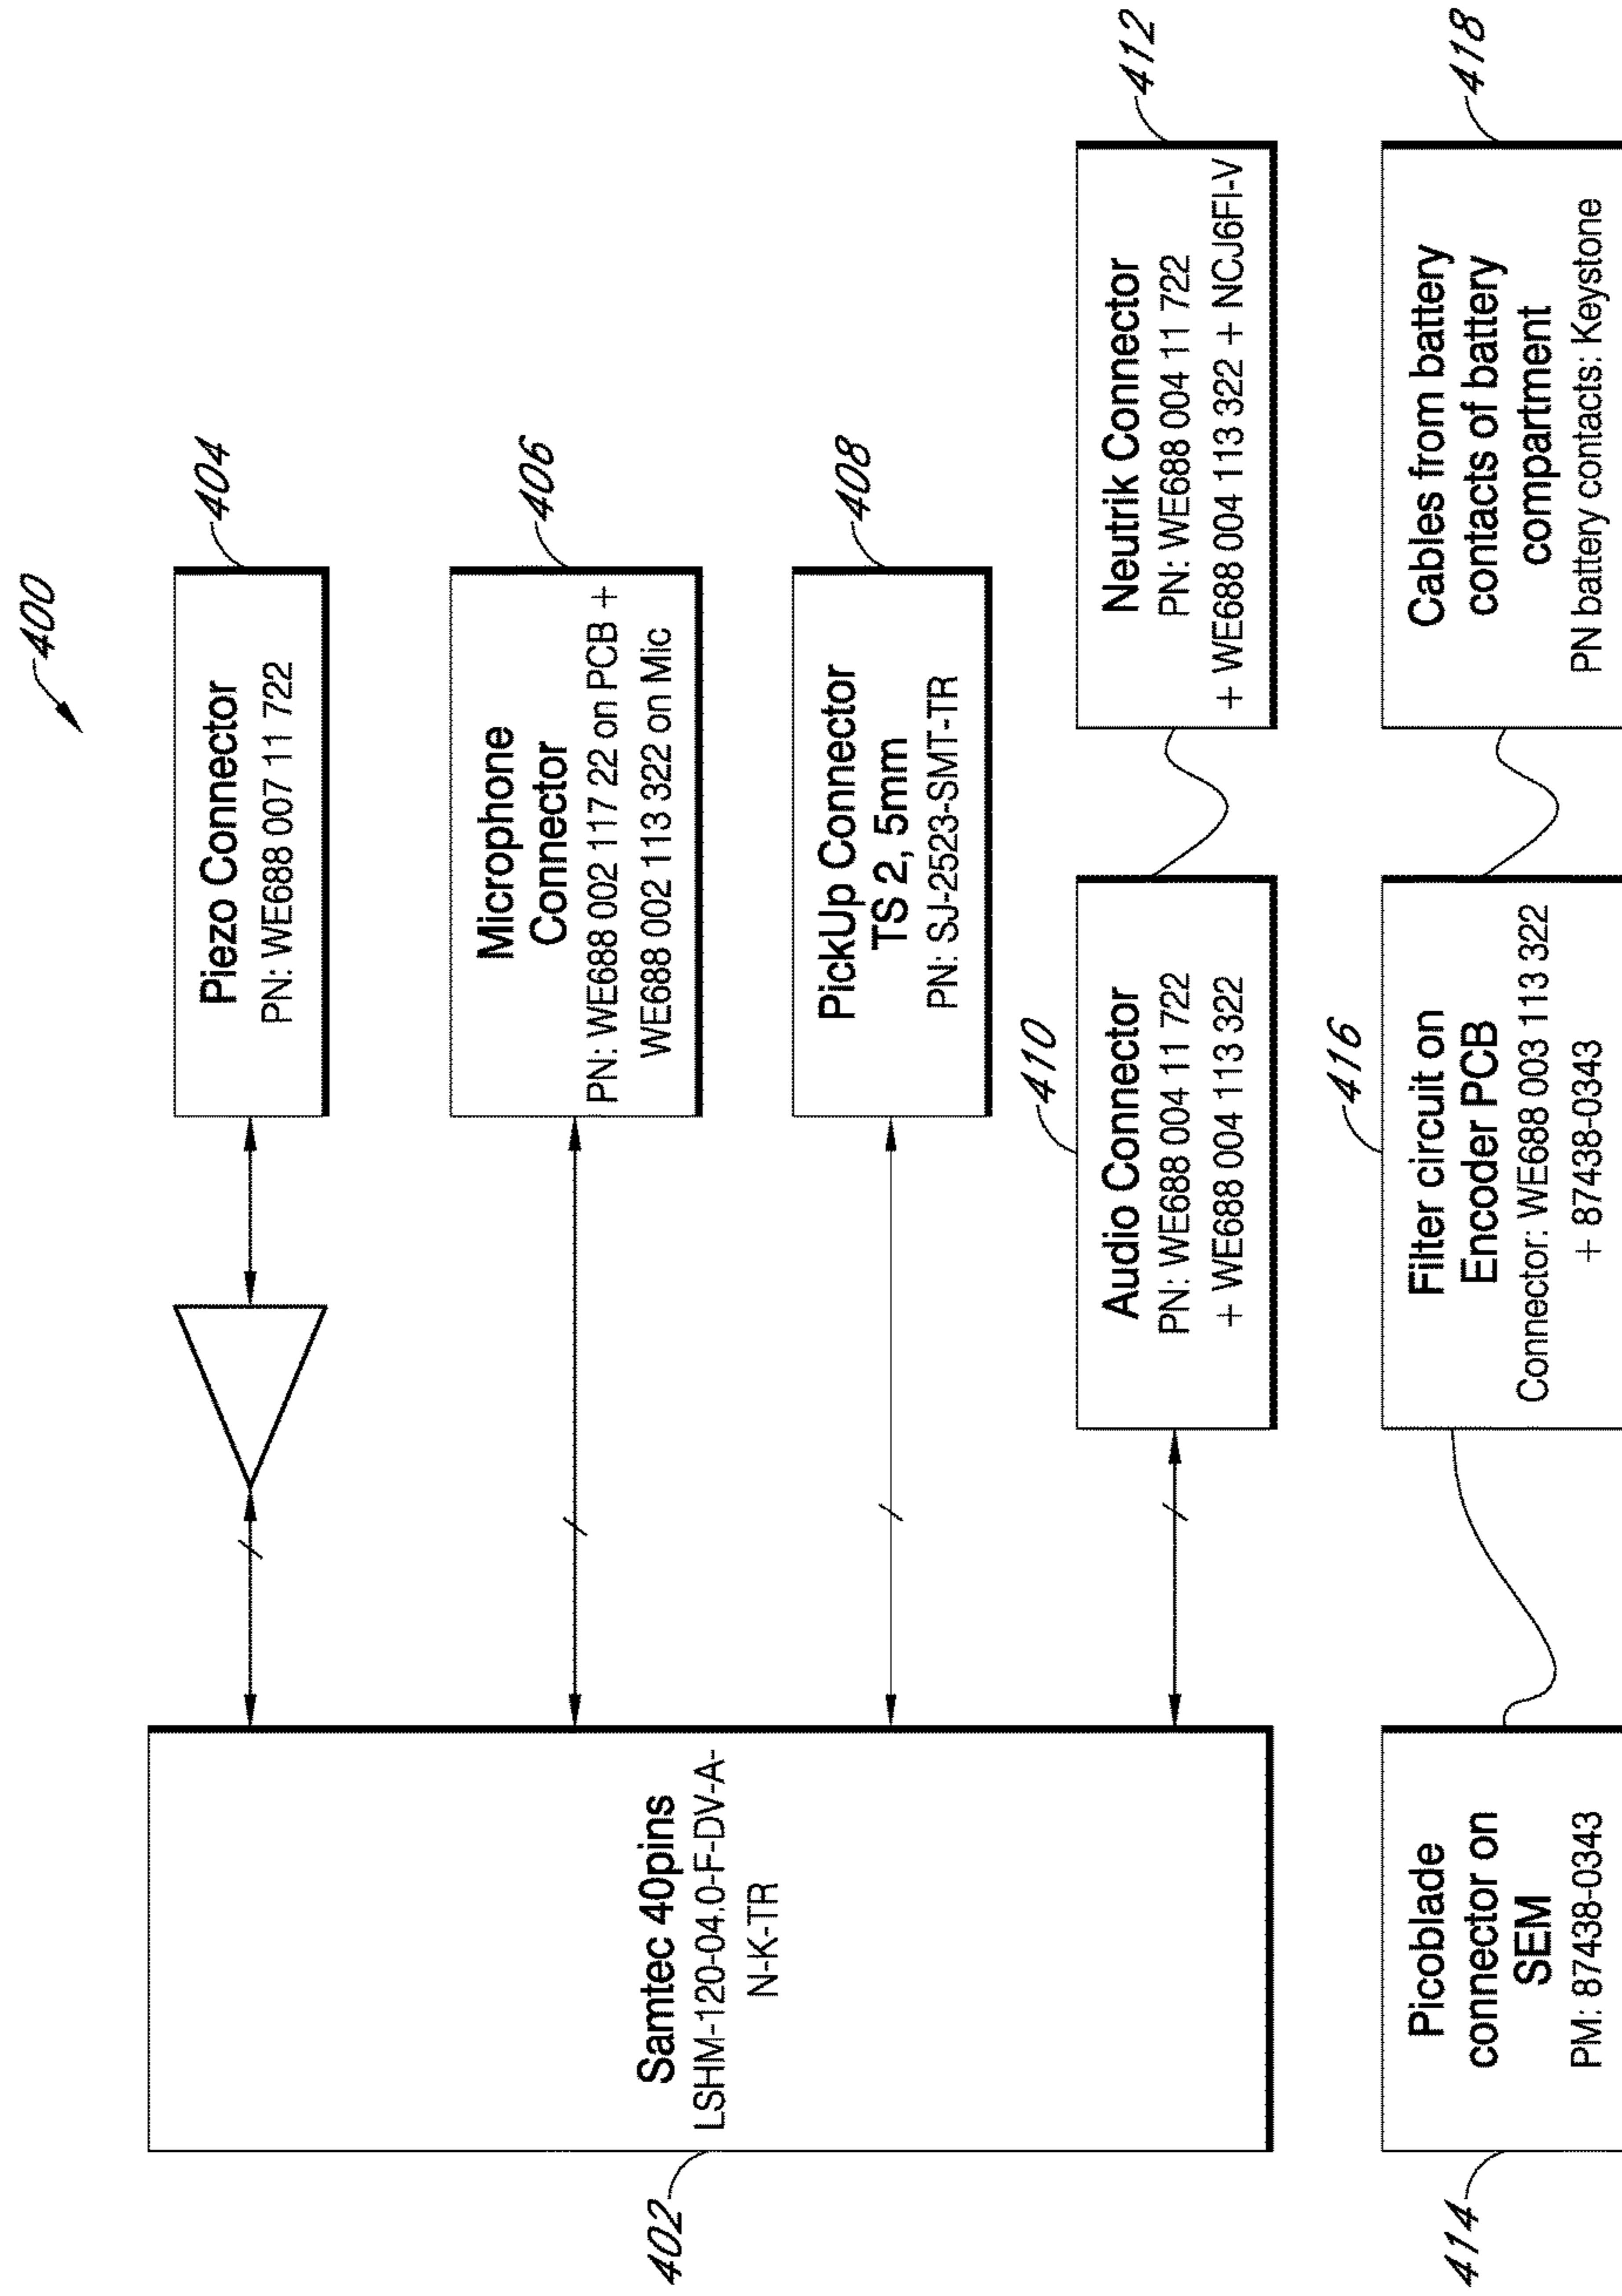 400
Samtec 40pins
LSHM-120-04.0-F-DV-A-
N-K-TR
402
Piezo Connector
PN: WE688 007 11 722
404
Microphone
Connector
PN: WE688 002 117 22 on PCB +
WE688 002 113 322 on Mic
406
PickUp Connector
TS 2, 5mm
PN: SJ-2523-SMT-TR
408
410
Audio Connector
PN: WE688 004 11 722
+ WE688 004 113 322
Neutrik Connector
PN: WE688 004 11 722
+ WE688 004 113 322 + NCJ6FI-V
412
Picoblade
connector on
SEM
PM: 87438-0343
414
416
Filter circuit on
Encoder PCB
Connector: WE688 003 113 322
+ 87438-0343
Cables from battery
contacts of battery
compartment
PN battery contacts: Keystone
418